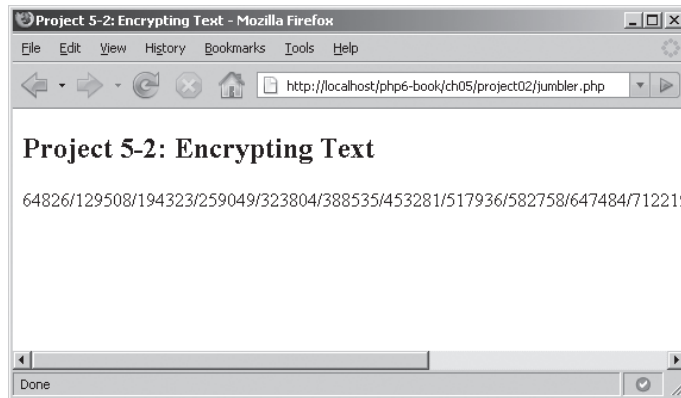 Project 5-2: Encrypting Text - Mozilla Firefox
File Edit View History Bookmarks Tools Help
http://localhost/php6-book/ch05/project02/jumbler.php
Project 5-2: Encrypting Text
64826/129508/194323/259049/323804/388535/453281/517936/582758/647484/712219
Done